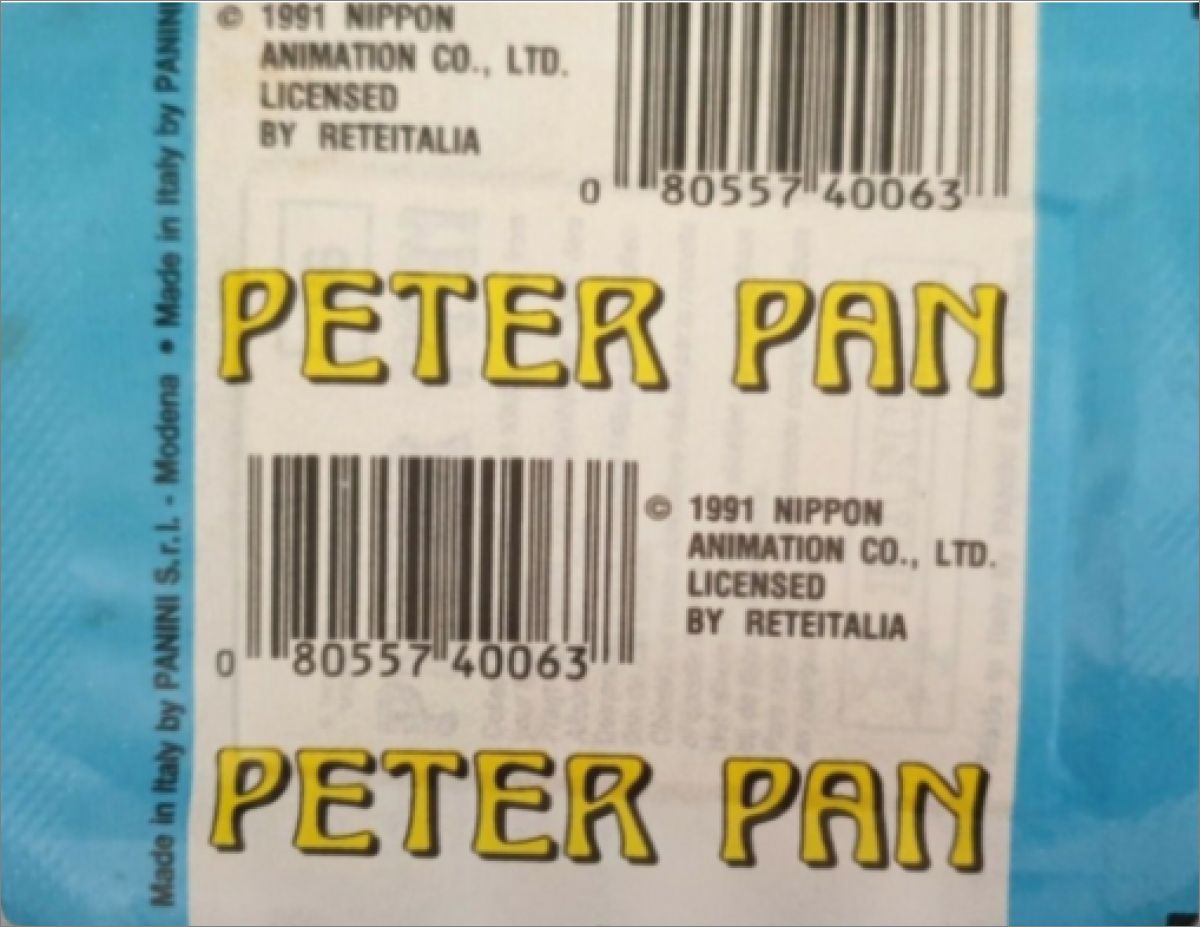 © 1991 NIPPON
ANIMATION CO., LTD.
LICENSED
BY RETEITALIA
0 80557 40063
PETER PAN
0 80557 40063
© 1991 NIPPON
ANIMATION CO., LTD.
LICENSED
BY RETEITALIA
PETER PAN
Made in Italy by PANINI S.r.l. - Modena • Made in Italy by PANINI